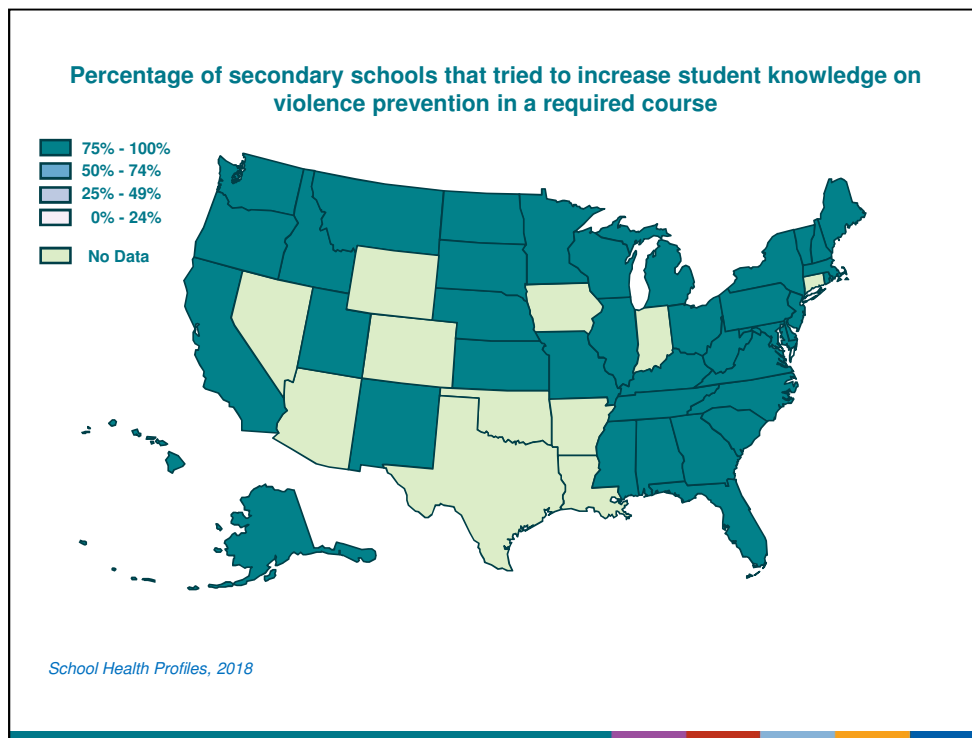 Percentage of secondary schools that tried to increase student knowledge on
violence prevention in a required course
75% - 100%
50% - 74%
25% - 49%
0% - 24%
No Data
School Health Profiles, 2018